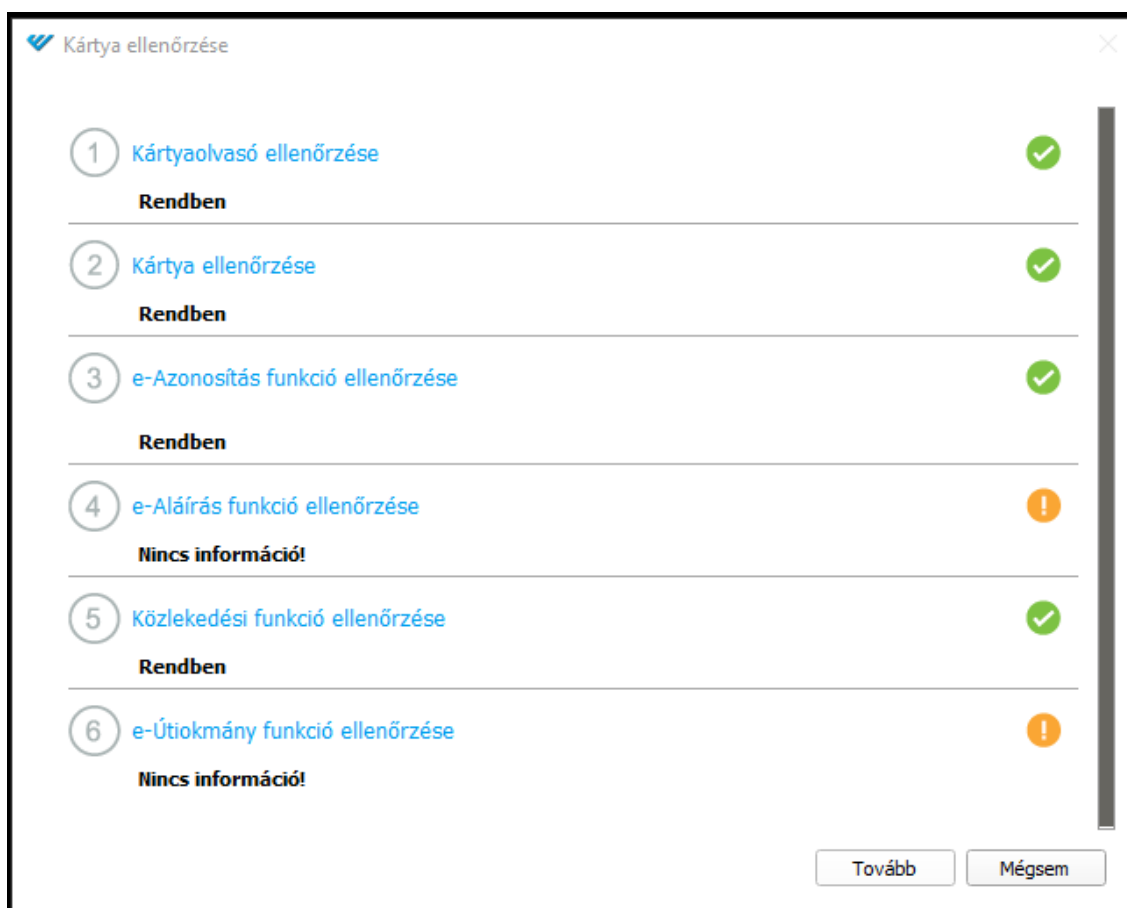 Kártya ellenőrzése
1 Kártyaolvasó ellenőrzése
Rendben
2 Kártya ellenőrzése
Rendben
3 e-Azonosítás funkció ellenőrzése
Rendben
4 e-Aláírás funkció ellenőrzése
Nincs információ!
5 Közlekedési funkció ellenőrzése
Rendben
6 e-Útiokmány funkció ellenőrzése
Nincs információ!
Tovább Mégsem